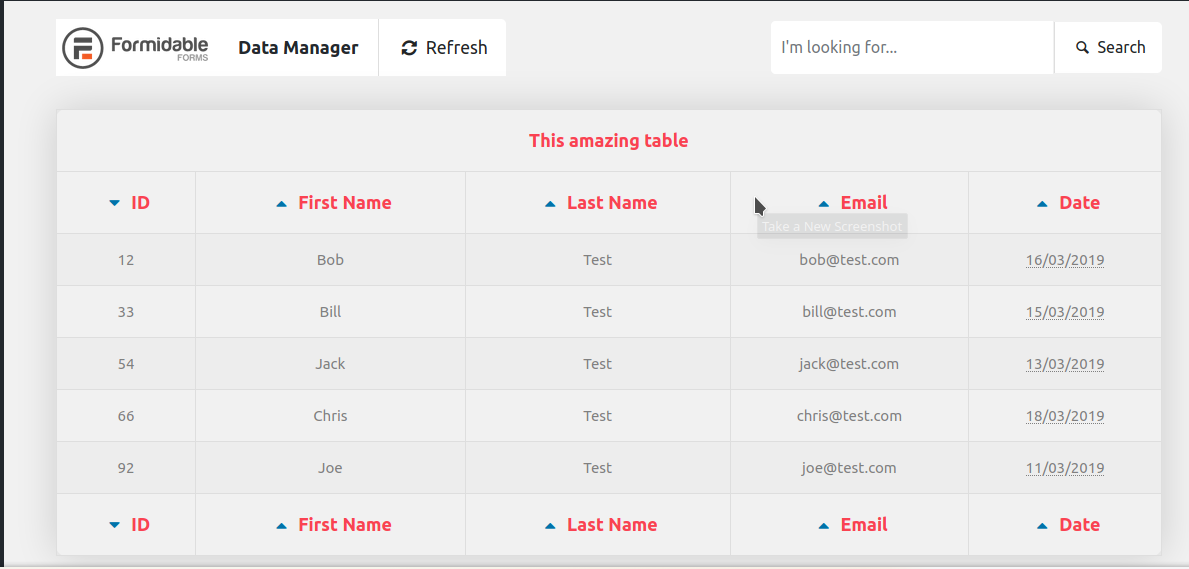 Formidable FORMS Data Manager Refresh I'm looking for... Search
This amazing table
ID First Name Last Name Email Date
Take a New Screenshot
12 Bob Test bob@test.com 16/03/2019
33 Bill Test bill@test.com 15/03/2019
54 Jack Test jack@test.com 13/03/2019
66 Chris Test chris@test.com 18/03/2019
92 Joe Test joe@test.com 11/03/2019
ID First Name Last Name Email Date